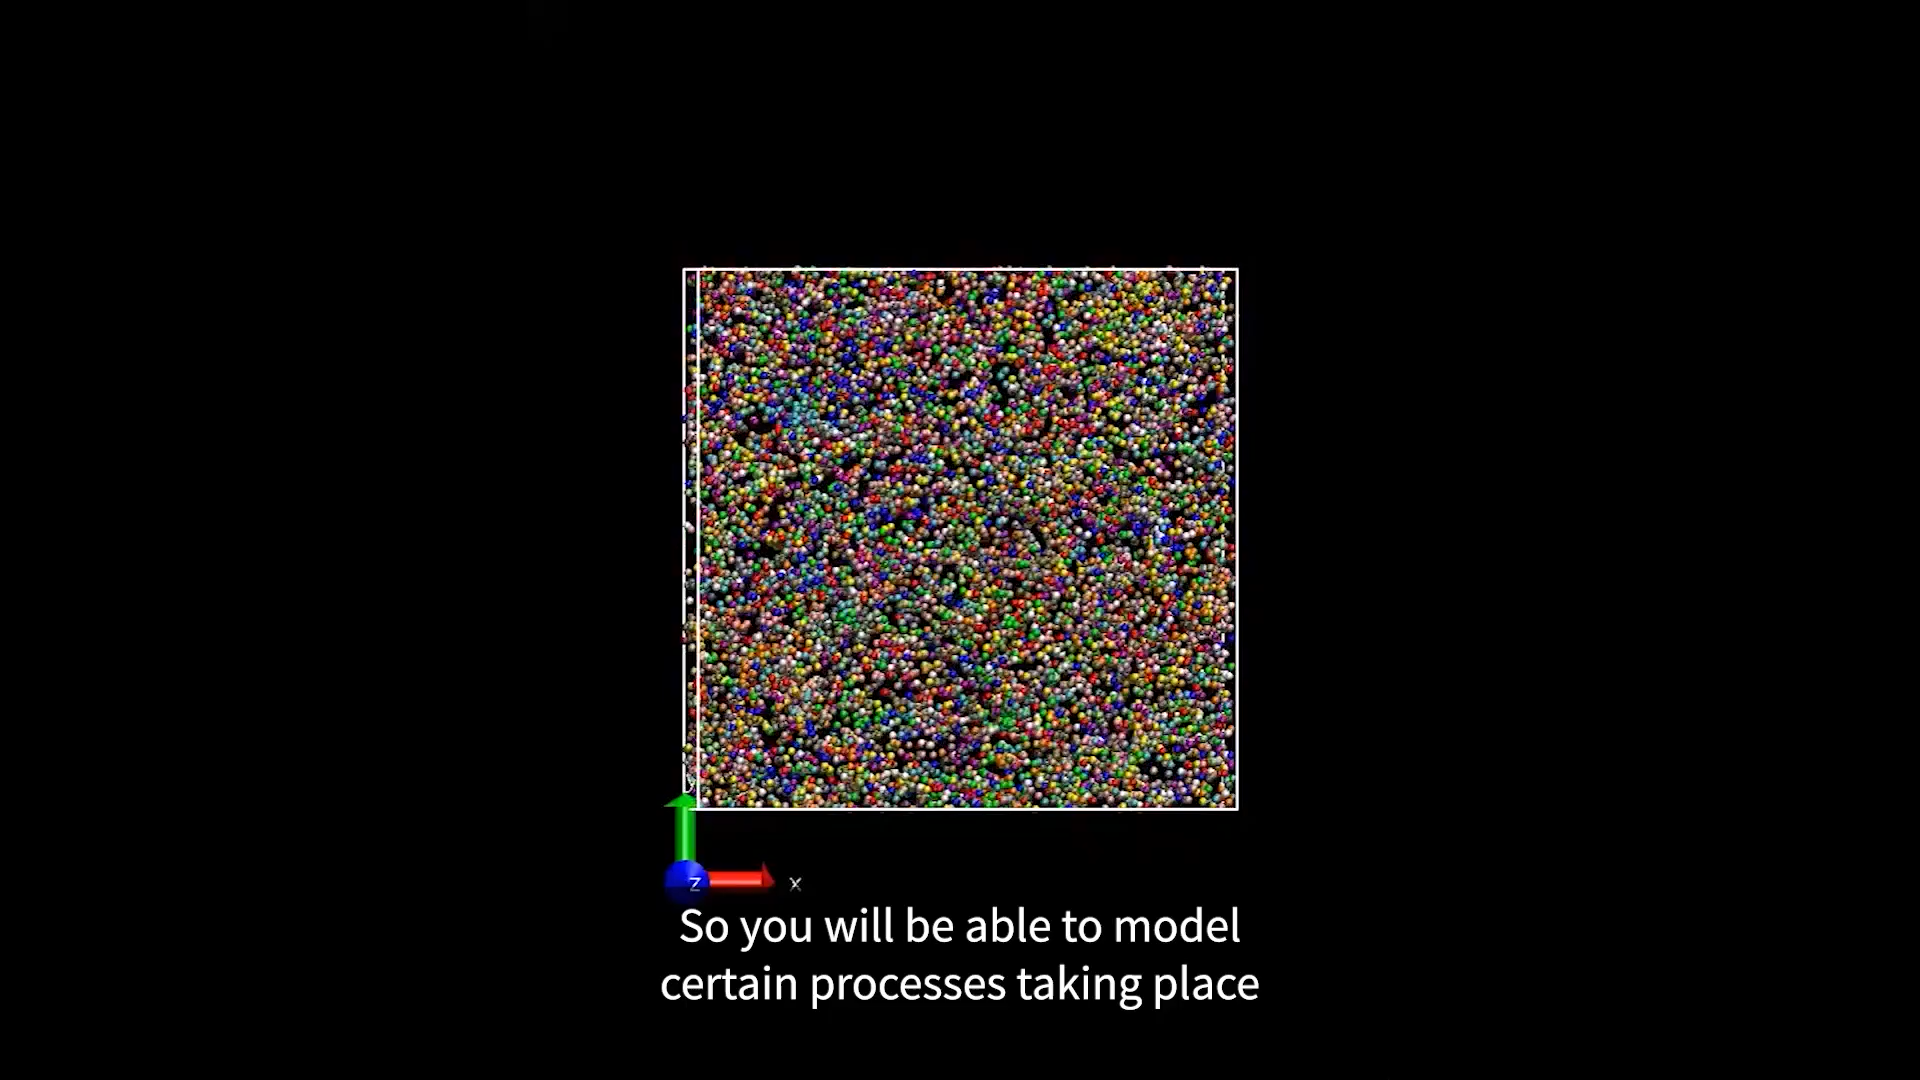 Z
X
So you will be able to model
certain processes taking place